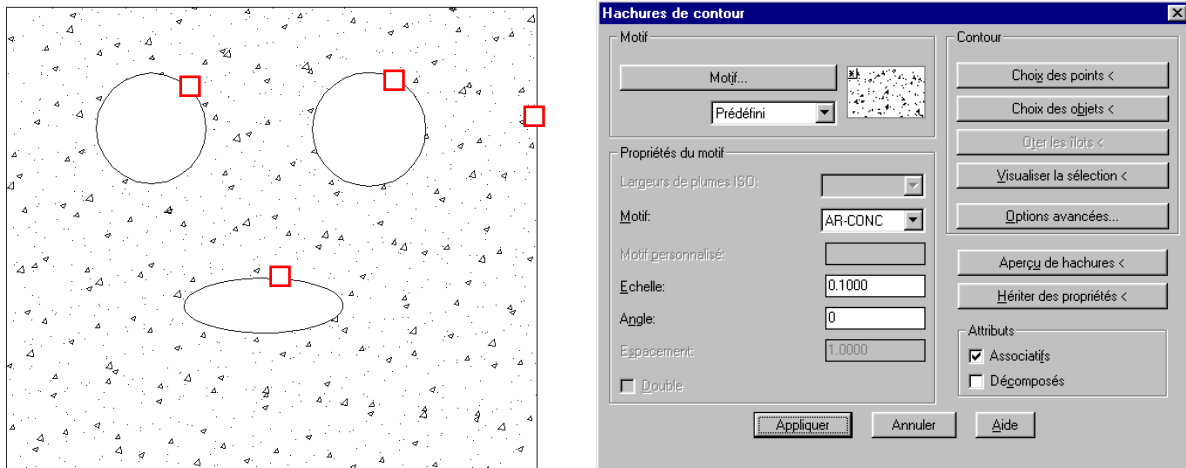 Hachures de contour
Motif
Motif...
Prédéfini
Propriétés du motif
Largeurs de plumes ISO:
Motif:
AR-CONC
Motif personnalisé:
Echelle:
0.1000
Angle:
0
Espacement:
1.0000
Double
Contour
Choix des points <
Choix des objets <
Oter les îlots <
Visualiser la sélection <
Options avancées...
Aperçu de hachures <
Hériter des propriétés <
Attributs
Associatifs
Décomposés
Appliquer
Annuler
Aide